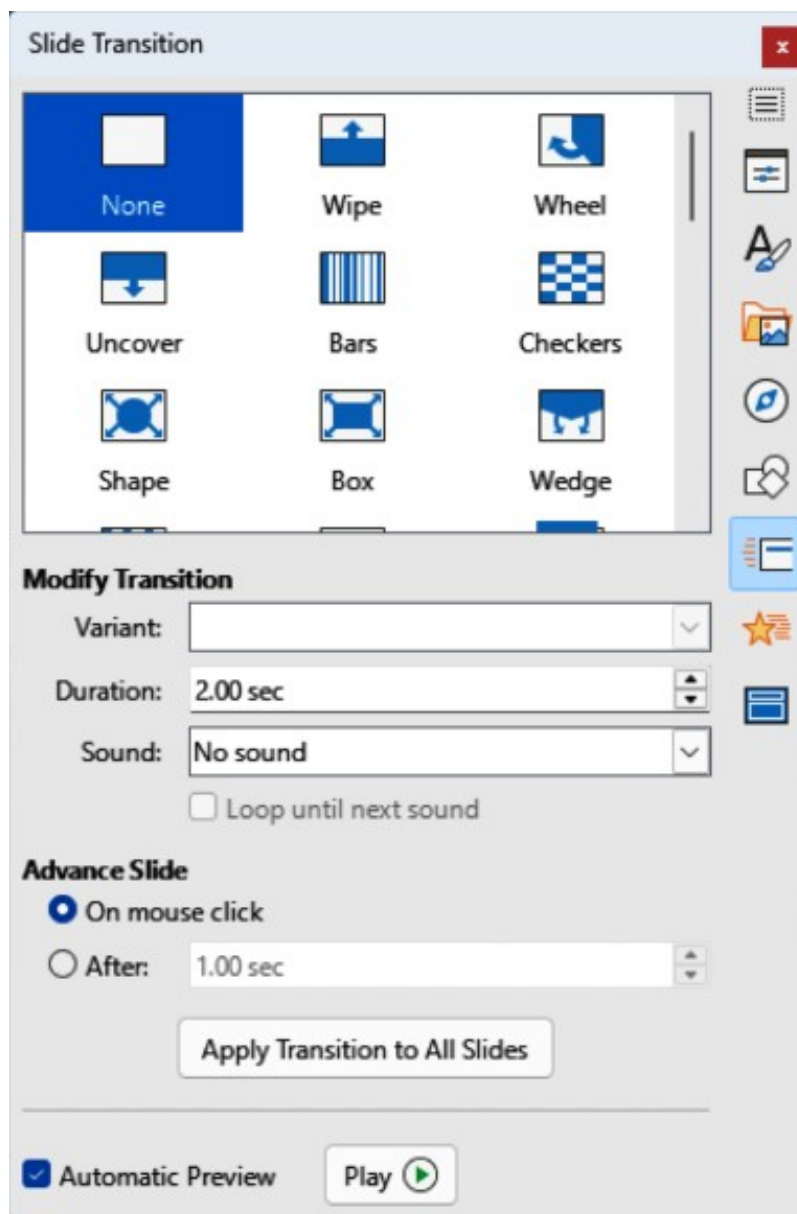 Slide Transition
None Wipe Wheel
Uncover Bars Checkers
Shape Box Wedge
Modify Transition
Variant:
Duration: 2.00 sec
Sound: No sound
Loop until next sound
Advance Slide
On mouse click
After: 1.00 sec
Apply Transition to All Slides
Automatic Preview Play